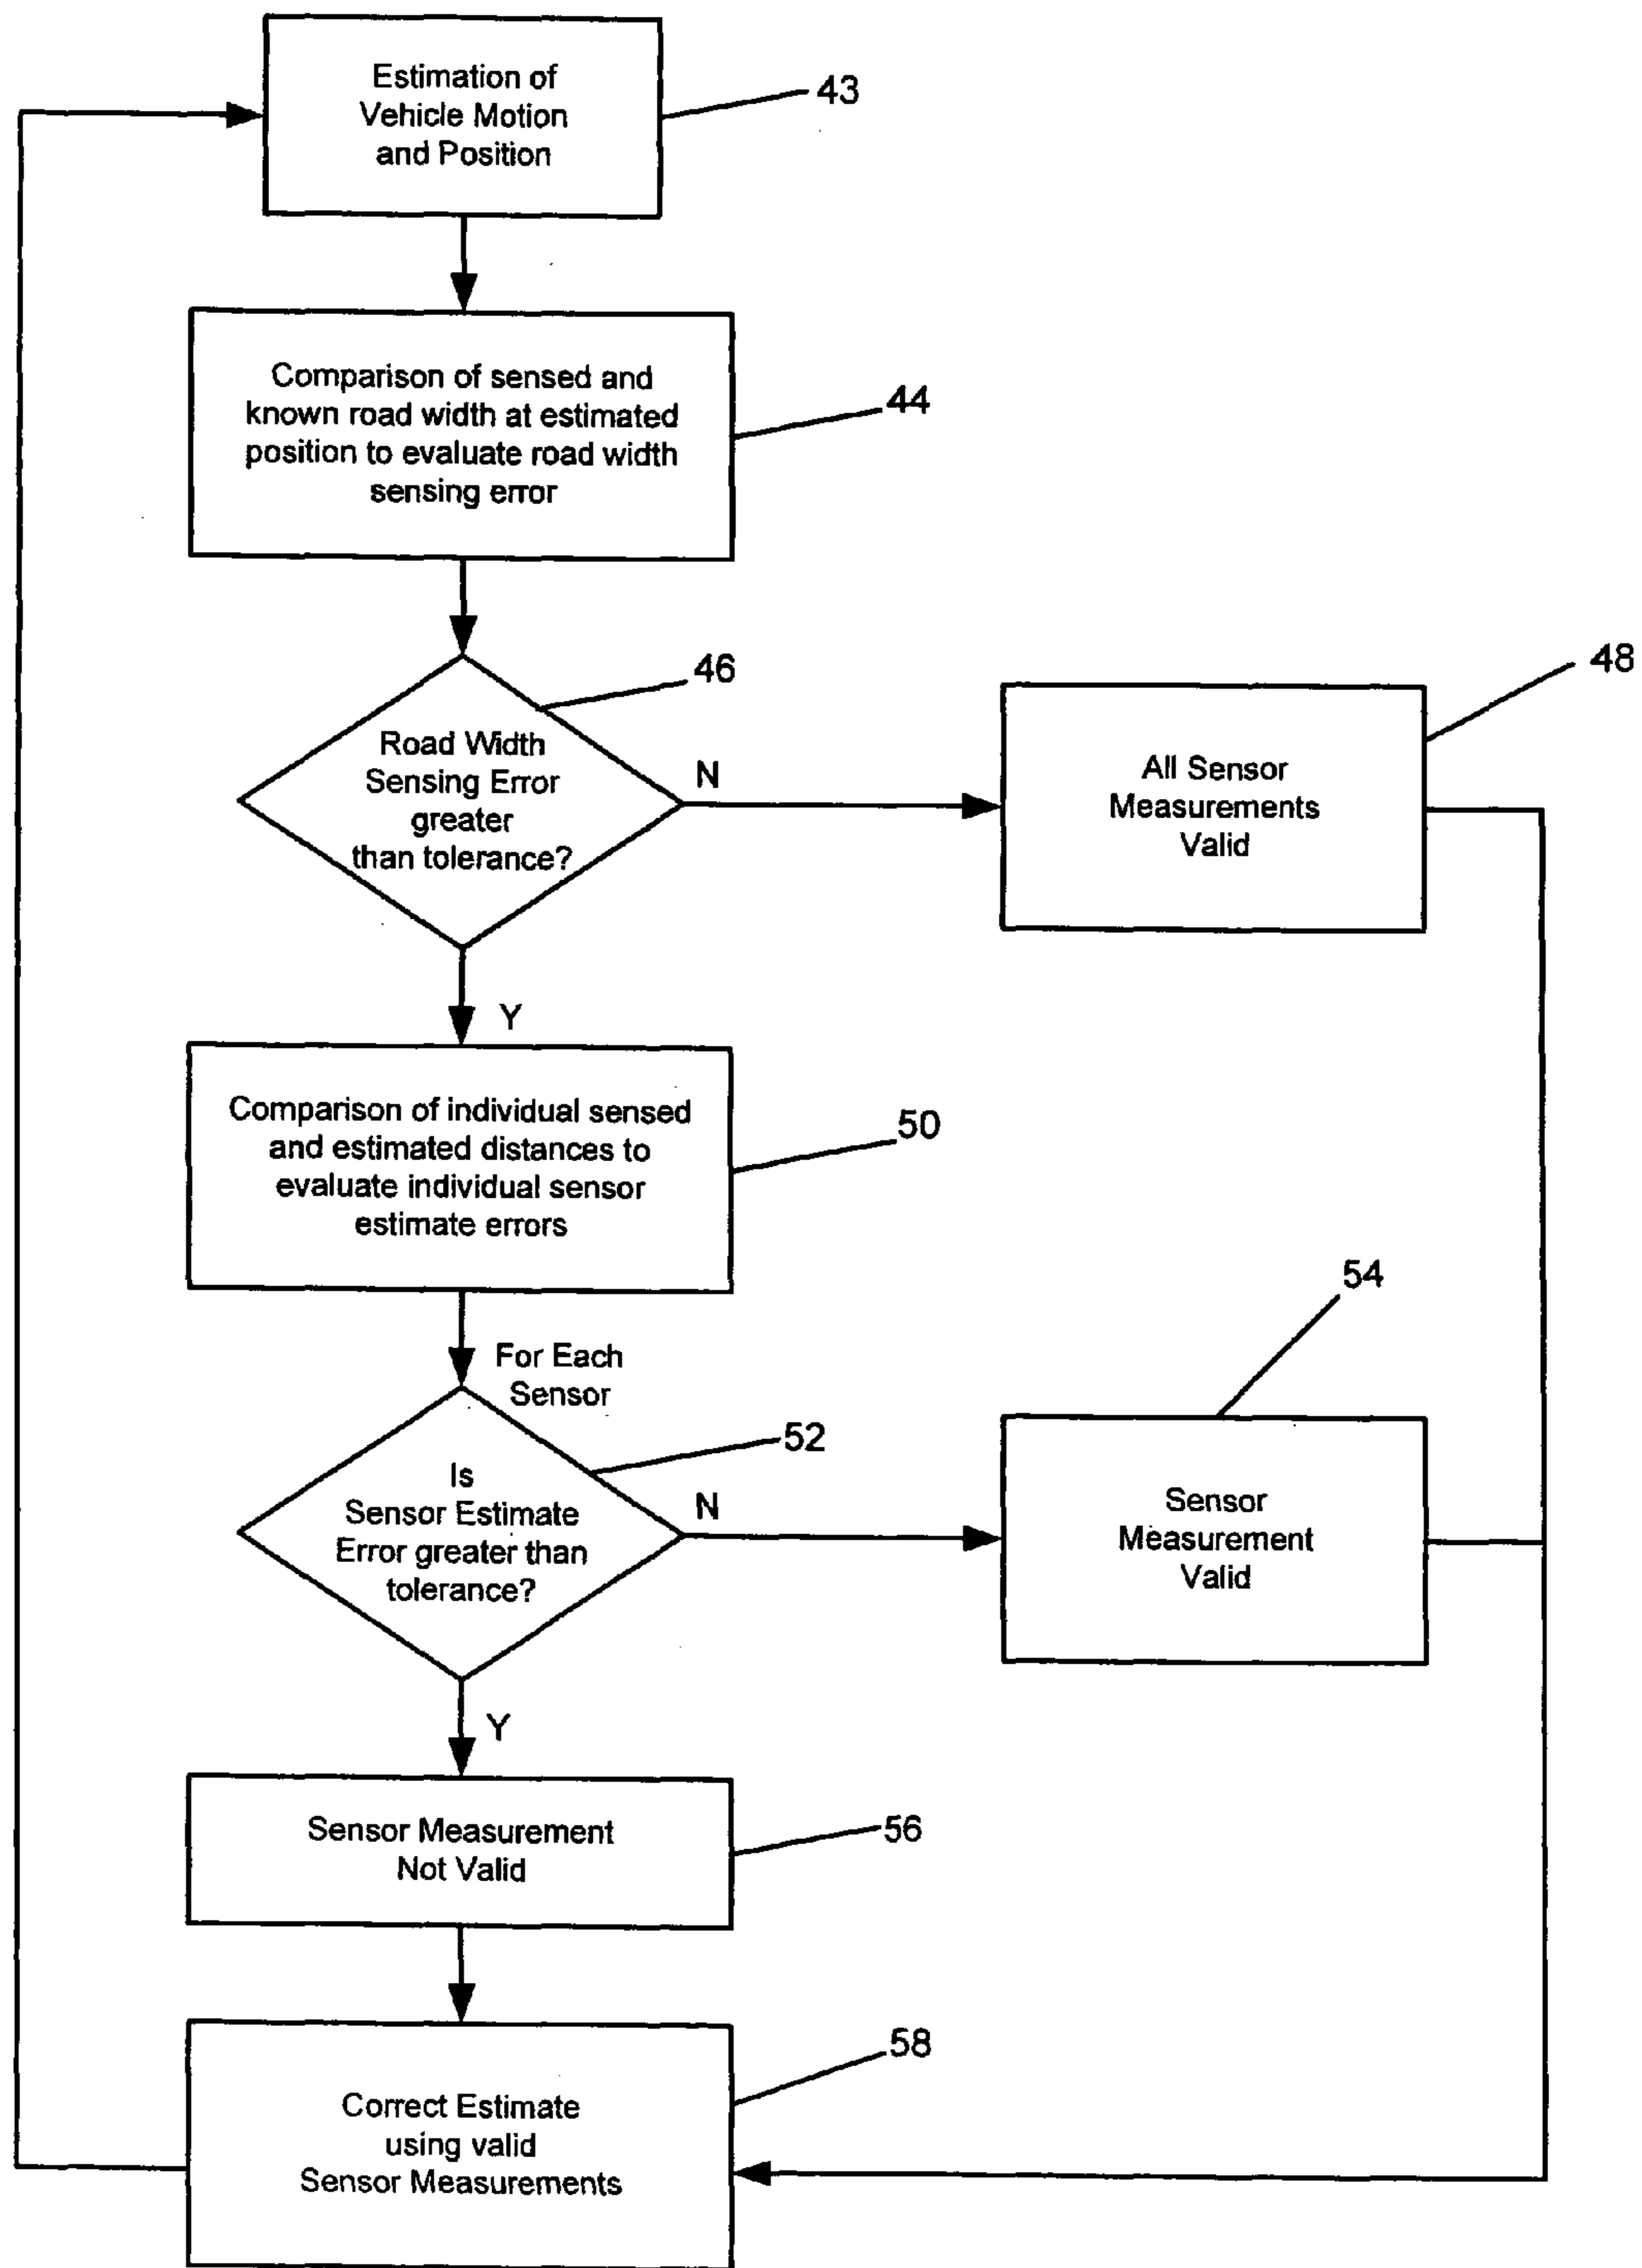 Estimation of
Vehicle Motion
and Position
43
Comparison of sensed and
known road width at estimated
position to evaluate road width
sensing error
44
46
Road Width
Sensing Error
greater
than tolerance?
N
48
All Sensor
Measurements
Valid
Y
Comparison of individual sensed
and estimated distances to
evaluate individual sensor
estimate errors
50
For Each
Sensor
52
Is
Sensor Estimate
Error greater than
tolerance?
N
54
Sensor
Measurement
Valid
Y
Sensor Measurement
Not Valid
56
Correct Estimate
using valid
Sensor Measurements
58